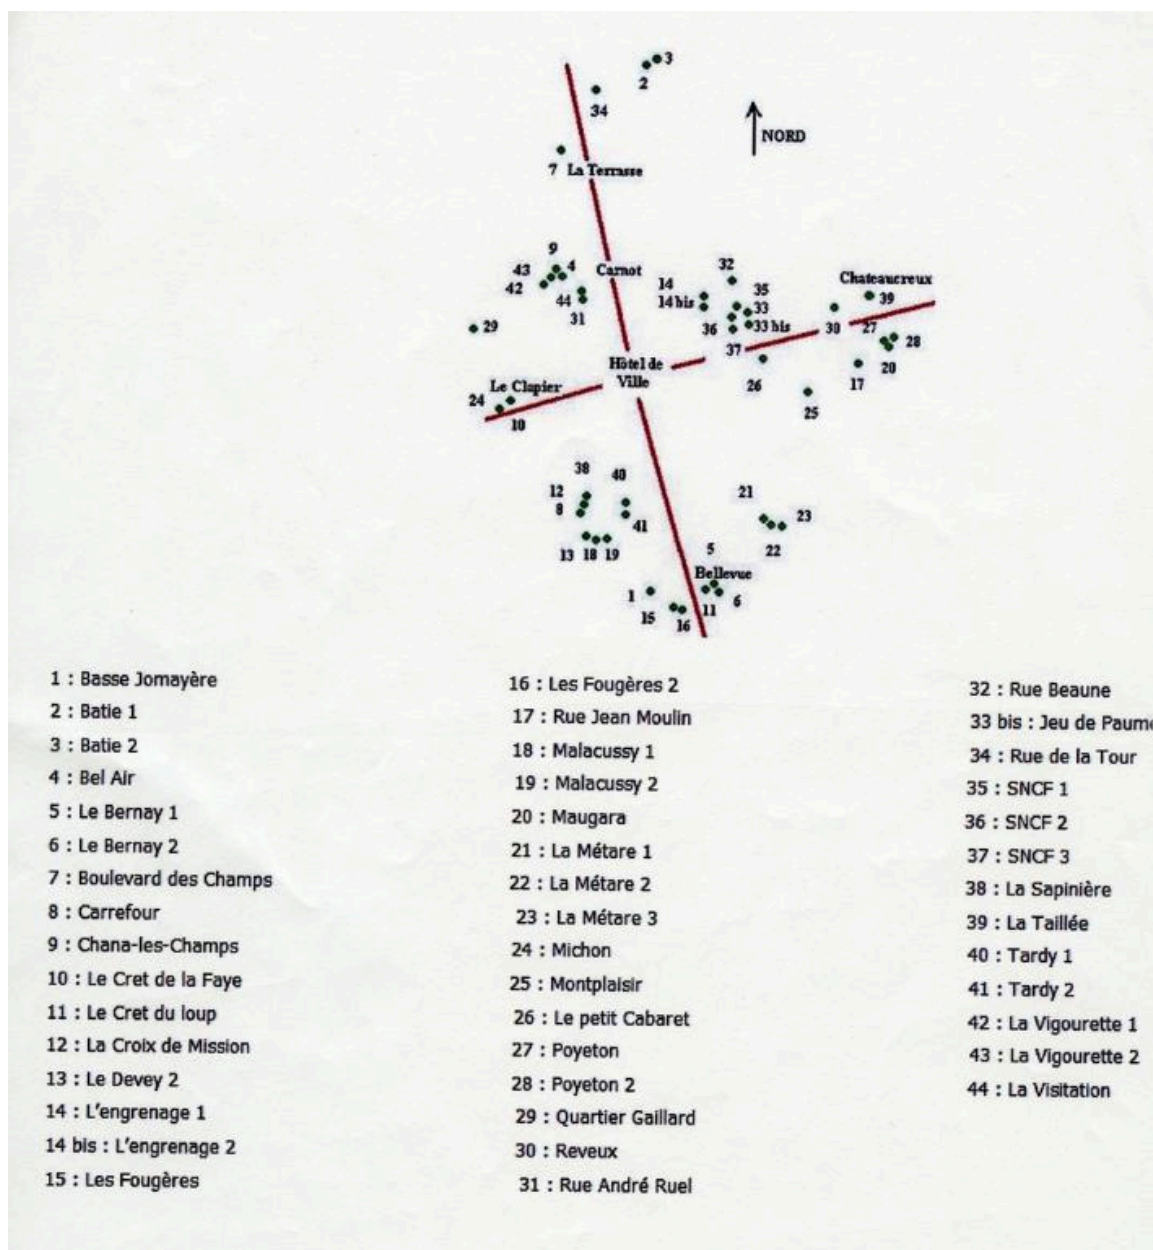 3
2
34
NORD
7 La Terrasse
9
43 4
42
Carnot
44
31
32
14
14 bis
35
33
33 bis
36
37
Chateaucreux
39
30
27
28
20
17
29
Hôtel de
Ville
26
25
Le Clapier
24
10
38
12
8
40
41
13 18 19
21
23
22
5
Bellevue
1
15
16
11
6
1 : Basse Jomayère
2 : Batie 1
3 : Batie 2
4 : Bel Air
5 : Le Bernay 1
6 : Le Bernay 2
7 : Boulevard des Champs
8 : Carrefour
9 : Chana-les-Champs
10 : Le Cret de la Faye
11 : Le Cret du loup
12 : La Croix de Mission
13 : Le Devey 2
14 : L'engrenage 1
14 bis : L'engrenage 2
15 : Les Fougères
16 : Les Fougères 2
17 : Rue Jean Moulin
18 : Malacussy 1
19 : Malacussy 2
20 : Maugara
21 : La Métare 1
22 : La Métare 2
23 : La Métare 3
24 : Michon
25 : Montplaisir
26 : Le petit Cabaret
27 : Poyeton
28 : Poyeton 2
29 : Quartier Gaillard
30 : Reveux
31 : Rue André Ruel
32 : Rue Beaune
33 bis : Jeu de Paume
34 : Rue de la Tour
35 : SNCF 1
36 : SNCF 2
37 : SNCF 3
38 : La Sapinière
39 : La Taillée
40 : Tardy 1
41 : Tardy 2
42 : La Vigourette 1
43 : La Vigourette 2
44 : La Visitation